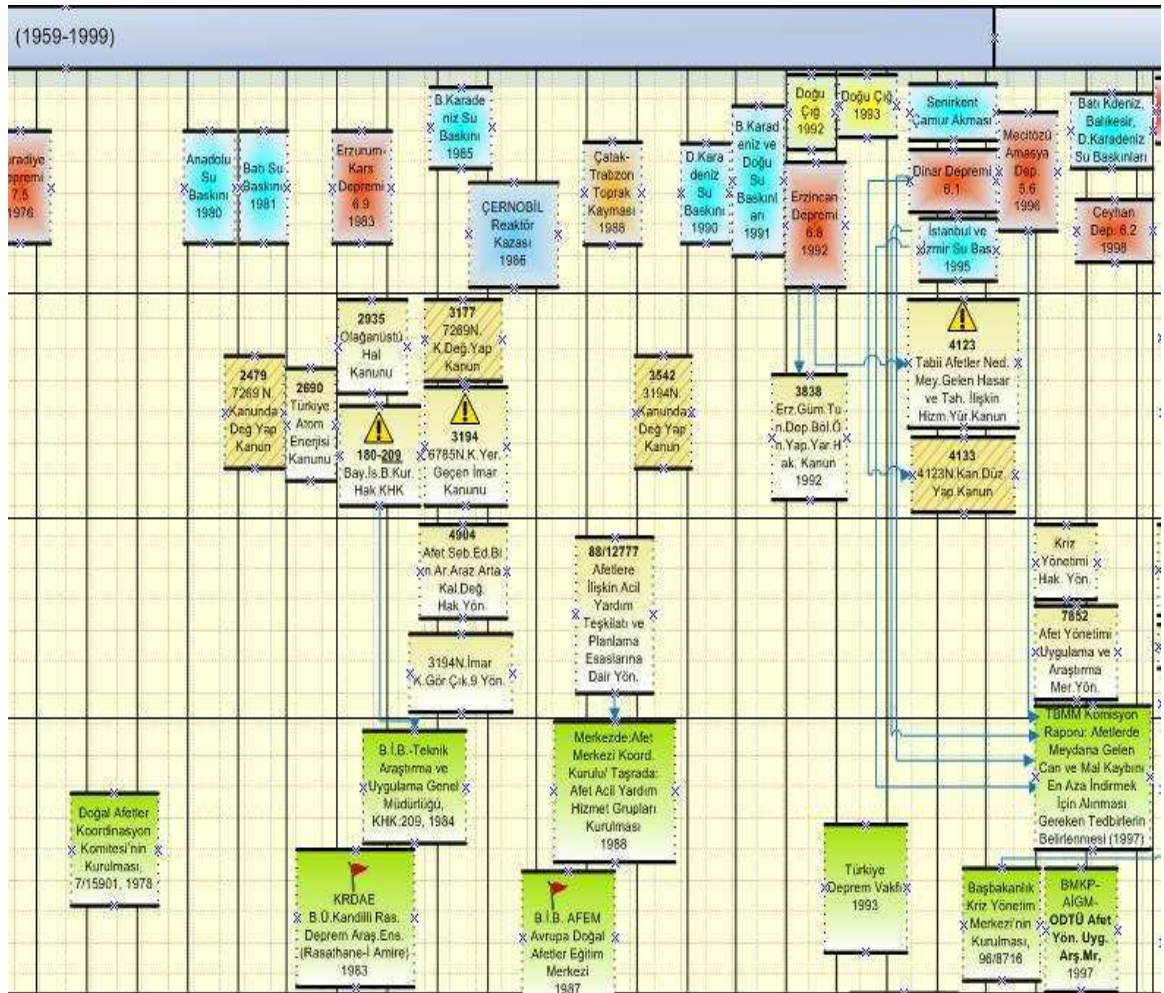 (1959-1999)
7.5
1976
Anadolu
Su
Baskını
1980
Batı Su
Baskını
1981
Erzurum-
Kars
Depremi
6.9
1983
B.Karade
niz Su
Baskını
1985
ÇERNOBİL
Reaktör
Kazası
1986
Çatak-
Trabzon
Toprak
Kayması
1988
D.Kara
deniz
Su
Baskını
1990
B.Karad
eniz ve
Doğu
Su
Baskınl
arı
1991
Doğu
Çığ
1992
Doğu Çığ
1993
Erzincan
Depremi
6.8
1992
Senirkent
Çamur Akması
Dinar Depremi
6.1
İstanbul ve
İzmir Su Bas
1995
Mecitözü
Amasya
Dep.
5.6
1996
Batı Kdeniz,
Balıkesir,
D.Karadeniz
Su Baskınları
Ceyhan
Dep. 6.2
1998
2479
7269 N.
Kanunda
Değ Yap
Kanun
2690
Türkiye
Atom
Enerjisi
Kanunu
2935
Olağanüstü
Hal
Kanunu
180-209
Bay.İs.B.Kur.
Hak.KHK
3177
7269N.
K.Değ.Yap
Kanun
3194
6785N.K.Yer.
Geçen İmar
Kanunu
3542
3194N.
Kanunda
Değ Yap
Kanun
3838
Erz.Güm.Tu
n.Dep.Böl.Ö
n.Yap.Yar.H
ak. Kanun
1992
4123
Tabii Afetler Ned.
Mey.Gelen Hasar
ve Tah. İlişkin
Hizm.Yür.Kanun
4133
4123N.Kan.Düz.
Yap.Kanun
4904
Afet Seb.Ed.Bi
n.Ar.Araz.Arta
Kal.Değ.
Hak.Yön.
3194N.İmar
K.Gör.Çık.9 Yön.
88/12777
Afetlere
İlişkin Acil
Yardım
Teşkilatı ve
Planlama
Esaslarına
Dair Yön.
Kriz
Yönetimi
Hak. Yön.
7852
Afet Yönetimi
Uygulama ve
Araştırma
Mer.Yön.
Doğal Afetler
Koordinasyon
Komitesi'nin
Kurulması,
7/15901, 1978
B.İ.B.-Teknik
Araştırma ve
Uygulama Genel
Müdürlüğü,
KHK:209, 1984
KRDAE
B.Ü.Kandilli Ras.
Deprem Araş.Ens.
(Rasathane-İ Amire)
1983
Merkezde:Afet
Merkezi Koord.
Kurulu/ Taşrada:
Afet Acil Yardım
Hizmet Grupları
Kurulması
1988
B.İ.B. AFEM
Avrupa Doğal
Afetler Eğitim
Merkezi
1987
Türkiye
Deprem Vakfı
1993
TBMM Komisyon
Raporu: Afetlerde
Meydana Gelen
Can ve Mal Kaybını
En Aza İndirmek
İçin Alınması
Gereken Tedbirlerin
Belirlenmesi (1997)
Başbakanlık
Kriz Yönetim
Merkezi'nin
Kurulması,
96/8716
BMKP-
AİGM-
ODTÜ Afet
Yön. Uyg.
Arş.Mr.
1997